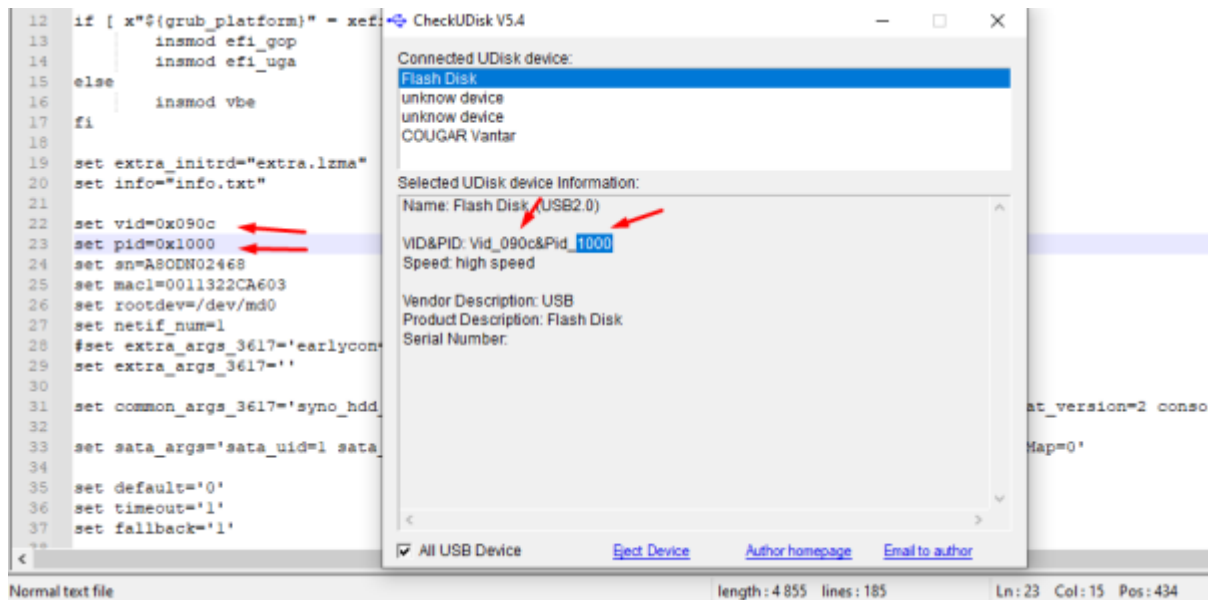 12 if [ x"${grub_platform}" = xef:
13 insmod efi_gop
14 insmod efi_uga
15 else
16 insmod vbe
17 fi
18
19 set extra_initrd="extra.lzma"
20 set info="info.txt"
21
22 set vid=0x090c
23 set pid=0x1000
24 set sn=A8ODN02468
25 set mac1=0011322CA603
26 set rootdev=/dev/md0
27 set netif_num=1
28 #set extra_args_3617='earlycon=
29 set extra_args_3617=''
30
31 set common_args_3617='syno_hdd_ at_version=2 conso
32
33 set sata_args='sata_uid=1 sata_ Map=0'
34
35 set default='0'
36 set timeout='1'
37 set fallback='1'
CheckUDisk V5.4
Connected UDisk device:
Flash Disk
unknow device
unknow device
COUGAR Vantar
Selected UDisk device Information:
Name: Flash Disk (USB2.0)
VID&PID: Vid_090c&Pid_1000
Speed: high speed
Vendor Description: USB
Product Description: Flash Disk
Serial Number:
All USB Device Eject Device Author homepage Email to author
Normal text file length : 4 855 lines : 185 Ln : 23 Col : 15 Pos : 434